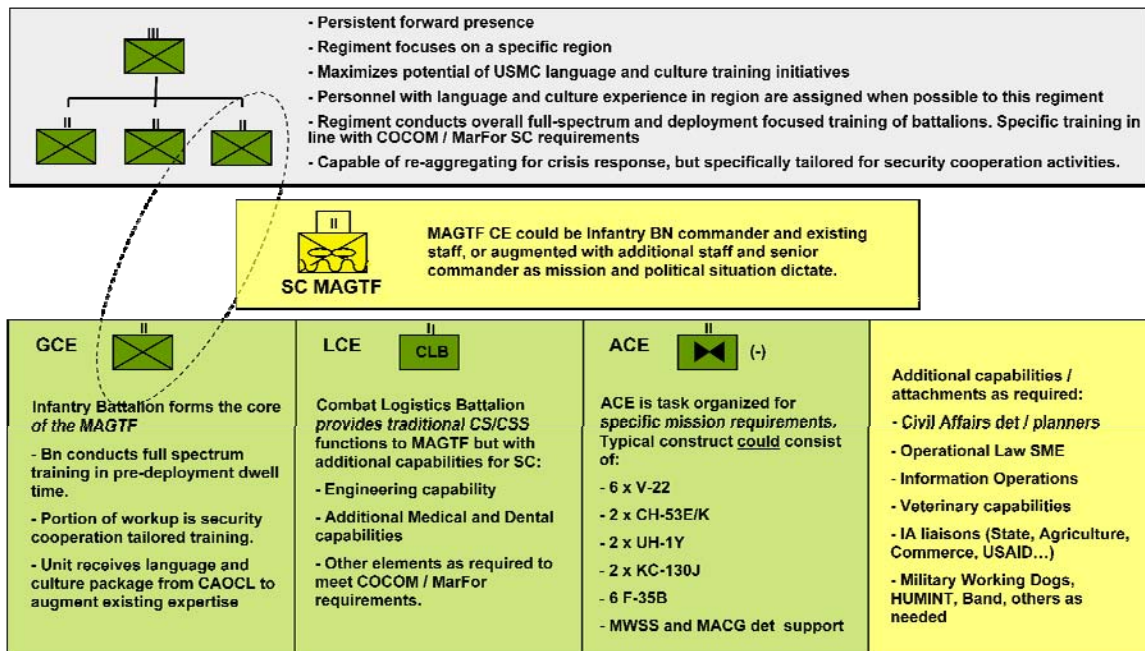 III
- Persistent forward presence
- Regiment focuses on a specific region
- Maximizes potential of USMC language and culture training initiatives
- Personnel with language and culture experience in region are assigned when possible to this regiment
- Regiment conducts overall full-spectrum and deployment focused training of battalions. Specific training in
line with COCOM / MarFor SC requirements
- Capable of re-aggregating for crisis response, but specifically tailored for security cooperation activities.
II
II
II
II
SC MAGTF
MAGTF CE could be Infantry BN commander and existing
staff, or augmented with additional staff and senior
commander as mission and political situation dictate.
GCE
II
Infantry Battalion forms the core
of the MAGTF
- Bn conducts full spectrum
training in pre-deployment dwell
time.
- Portion of workup is security
cooperation tailored training.
- Unit receives language and
culture package from CAOCL to
augment existing expertise
LCE
II
CLB
Combat Logistics Battalion
provides traditional CS/CSS
functions to MAGTF but with
additional capabilities for SC:
- Engineering capability
- Additional Medical and Dental
capabilities
- Other elements as required to
meet COCOM / MarFor
requirements.
ACE
II
(-)
ACE is task organized for
specific mission requirements.
Typical construct could consist
of:
- 6 x V-22
- 2 x CH-53E/K
- 2 x UH-1Y
- 2 x KC-130J
- 6 F-35B
- MWSS and MACG det support
Additional capabilities /
attachments as required:
- Civil Affairs det / planners
- Operational Law SME
- Information Operations
- Veterinary capabilities
- IA liaisons (State, Agriculture,
Commerce, USAID...)
- Military Working Dogs,
HUMINT, Band, others as
needed